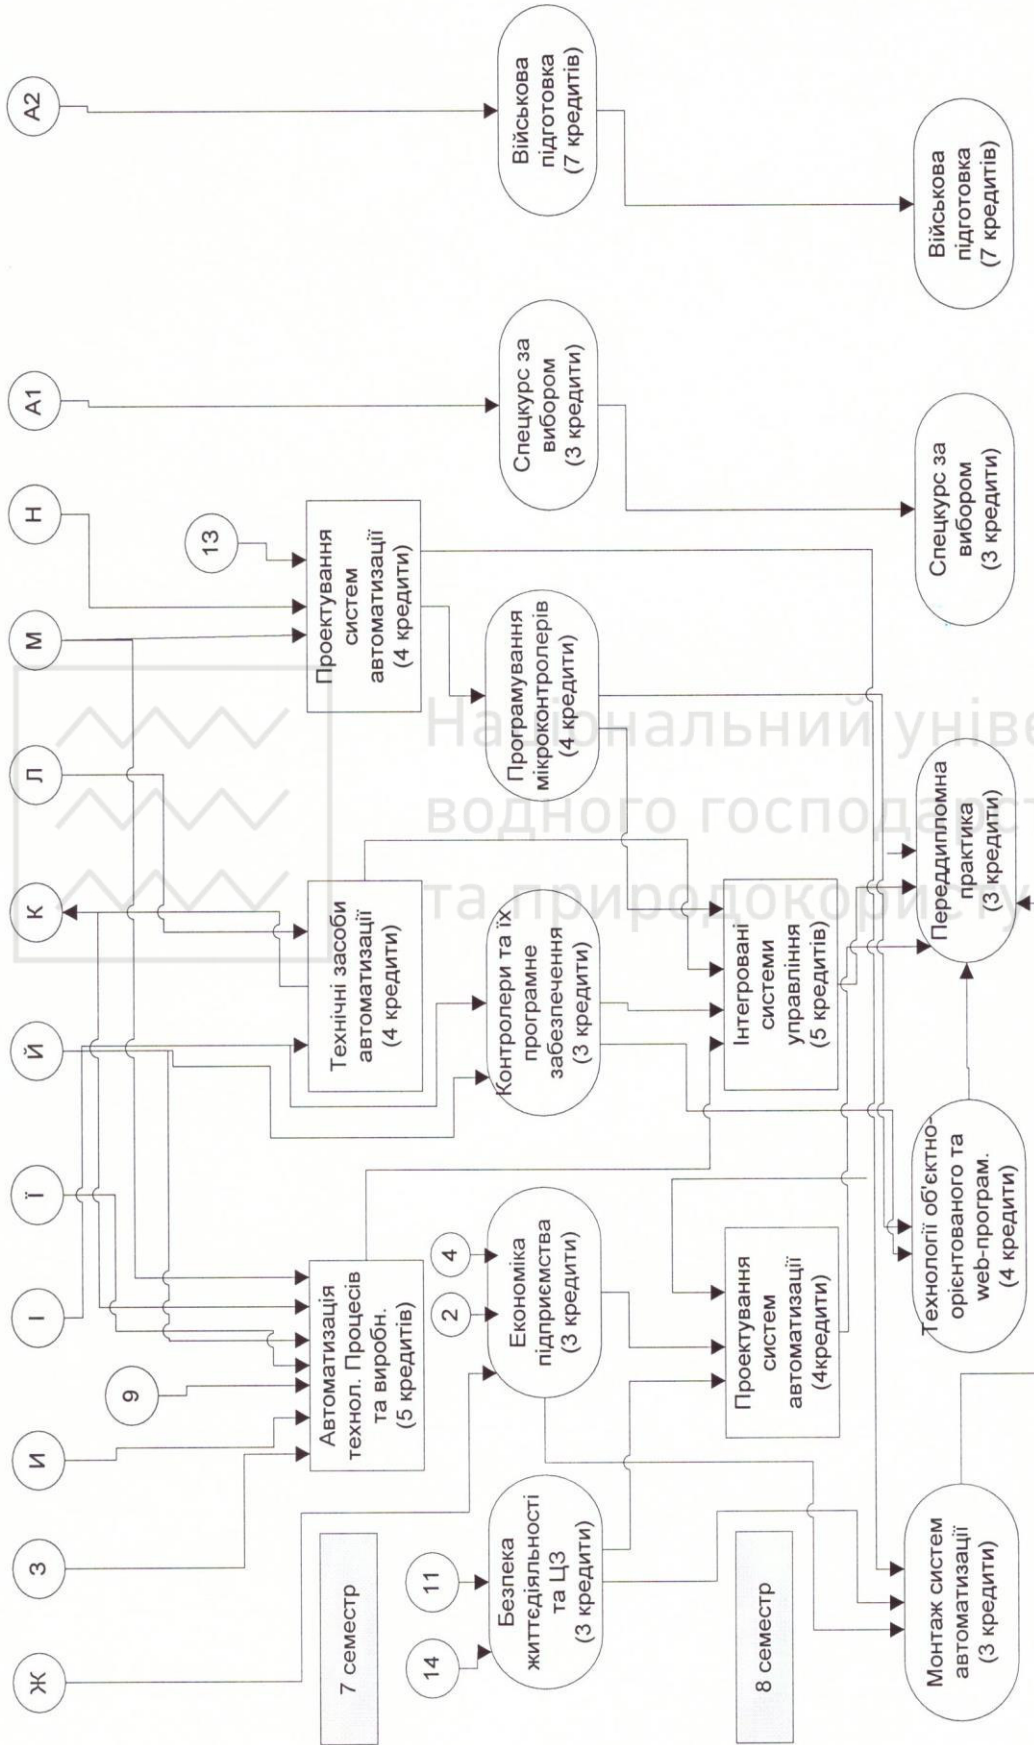 Ж
З
И
І
Ї
Й
К
Л
М
Н
А1
А2
9
13
7 семестр
Автоматизація
технол. Процесів
та виробн.
(5 кредитів)
Технічні засоби
автоматизації
(4 кредити)
Проектування
систем
автоматизації
(4 кредити)
14
11
2
4
Безпека
життєдіяльності
та ЦЗ
(3 кредити)
Економіка
підприємства
(3 кредити)
Контролери та їх
програмне
забезпечення
(3 кредити)
Програмування
мікроконтролерів
(4 кредити)
Спецкурс за
вибором
(3 кредити)
Військова
підготовка
(7 кредитів)
8 семестр
Проектування
систем
автоматизації
(4кредити)
Інтегровані
системи
управління
(5 кредитів)
Монтаж систем
автоматизації
(3 кредити)
Технології об'єктно-
орієнтованого та
web-програм.
(4 кредити)
Переддипломна
практика
(3 кредити)
Спецкурс за
вибором
(3 кредити)
Військова
підготовка
(7 кредитів)
Національний уніве
водного господарст
та природокористу